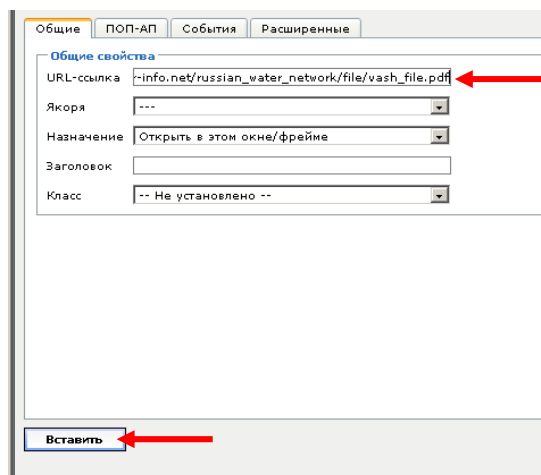 Общие ПОП-АП События Расширенные
Общие свойства
URL-ссылка -info.net/russian_water_network/file/vash_file.pdf
Якоря ---
Назначение Открыть в этом окне/фрейме
Заголовок
Класс -- Не установлено --
Вставить